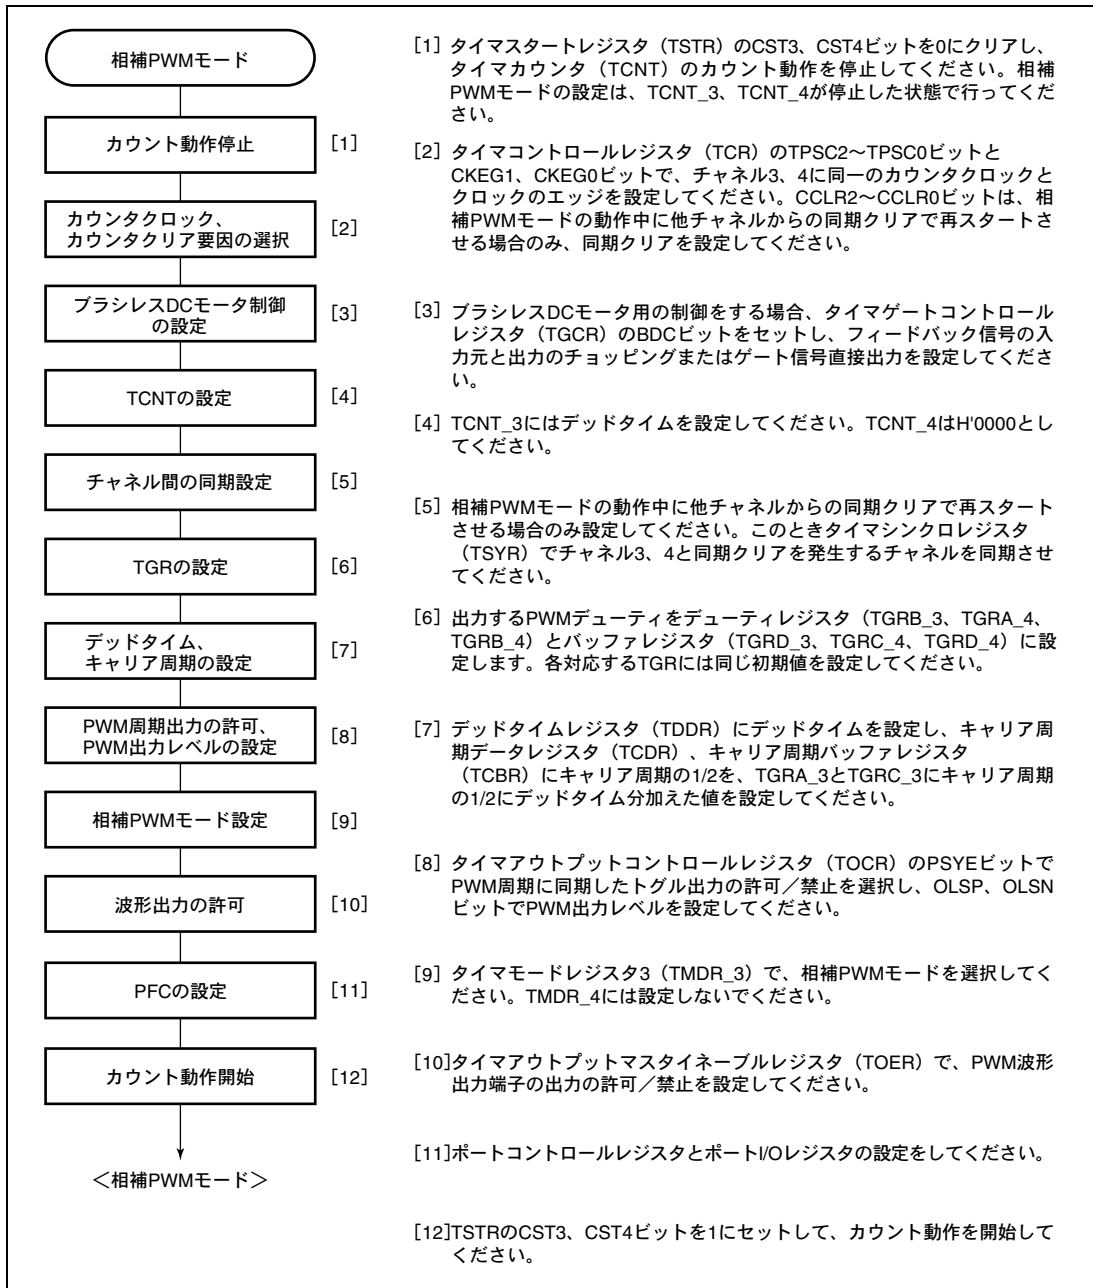 相補PWMモード
カウント動作停止
[1]
カウンタクロック、
カウンタクリア要因の選択
[2]
ブラシレスDCモータ制御
の設定
[3]
TCNTの設定
[4]
チャネル間の同期設定
[5]
TGRの設定
[6]
デッドタイム、
キャリア周期の設定
[7]
PWM周期出力の許可、
PWM出力レベルの設定
[8]
相補PWMモード設定
[9]
波形出力の許可
[10]
PFCの設定
[11]
カウント動作開始
[12]
＜相補PWMモード＞
[1] タイマスタートレジスタ（TSTR）のCST3、CST4ビットを0にクリアし、
タイマカウンタ（TCNT）のカウント動作を停止してください。相補
PWMモードの設定は、TCNT_3、TCNT_4が停止した状態で行ってくだ
さい。
[2] タイマコントロールレジスタ（TCR）のTPSC2～TPSC0ビットと
CKEG1、CKEG0ビットで、チャネル3、4に同一のカウンタクロックと
クロックのエッジを設定してください。CCLR2～CCLR0ビットは、相
補PWMモードの動作中に他チャネルからの同期クリアで再スタートさ
せる場合のみ、同期クリアを設定してください。
[3] ブラシレスDCモータ用の制御をする場合、タイマゲートコントロール
レジスタ（TGCR）のBDCビットをセットし、フィードバック信号の入
力元と出力のチョッピングまたはゲート信号直接出力を設定してくださ
い。
[4] TCNT_3にはデッドタイムを設定してください。TCNT_4はH'0000とし
てください。
[5] 相補PWMモードの動作中に他チャネルからの同期クリアで再スタート
させる場合のみ設定してください。このときタイマシンクロレジスタ
（TSYR）でチャネル3、4と同期クリアを発生するチャネルを同期させ
てください。
[6] 出力するPWMデューティをデューティレジスタ（TGRB_3、TGRA_4、
TGRB_4）とバッファレジスタ（TGRD_3、TGRC_4、TGRD_4）に設
定します。各対応するTGRには同じ初期値を設定してください。
[7] デッドタイムレジスタ（TDDR）にデッドタイムを設定し、キャリア周
期データレジスタ（TCDR）、キャリア周期バッファレジスタ
（TCBR）にキャリア周期の1/2を、TGRA_3とTGRC_3にキャリア周期
の1/2にデッドタイム分加えた値を設定してください。
[8] タイマアウトプットコントロールレジスタ（TOCR）のPSYEビットで
PWM周期に同期したトグル出力の許可／禁止を選択し、OLSP、OLSN
ビットでPWM出力レベルを設定してください。
[9] タイマモードレジスタ3（TMDR_3）で、相補PWMモードを選択してく
ださい。TMDR_4には設定しないでください。
[10]タイマアウトプットマスタイネーブルレジスタ（TOER）で、PWM波形
出力端子の出力の許可／禁止を設定してください。
[11]ポートコントロールレジスタとポートI/Oレジスタの設定をしてください。
[12]TSTRのCST3、CST4ビットを1にセットして、カウント動作を開始して
ください。